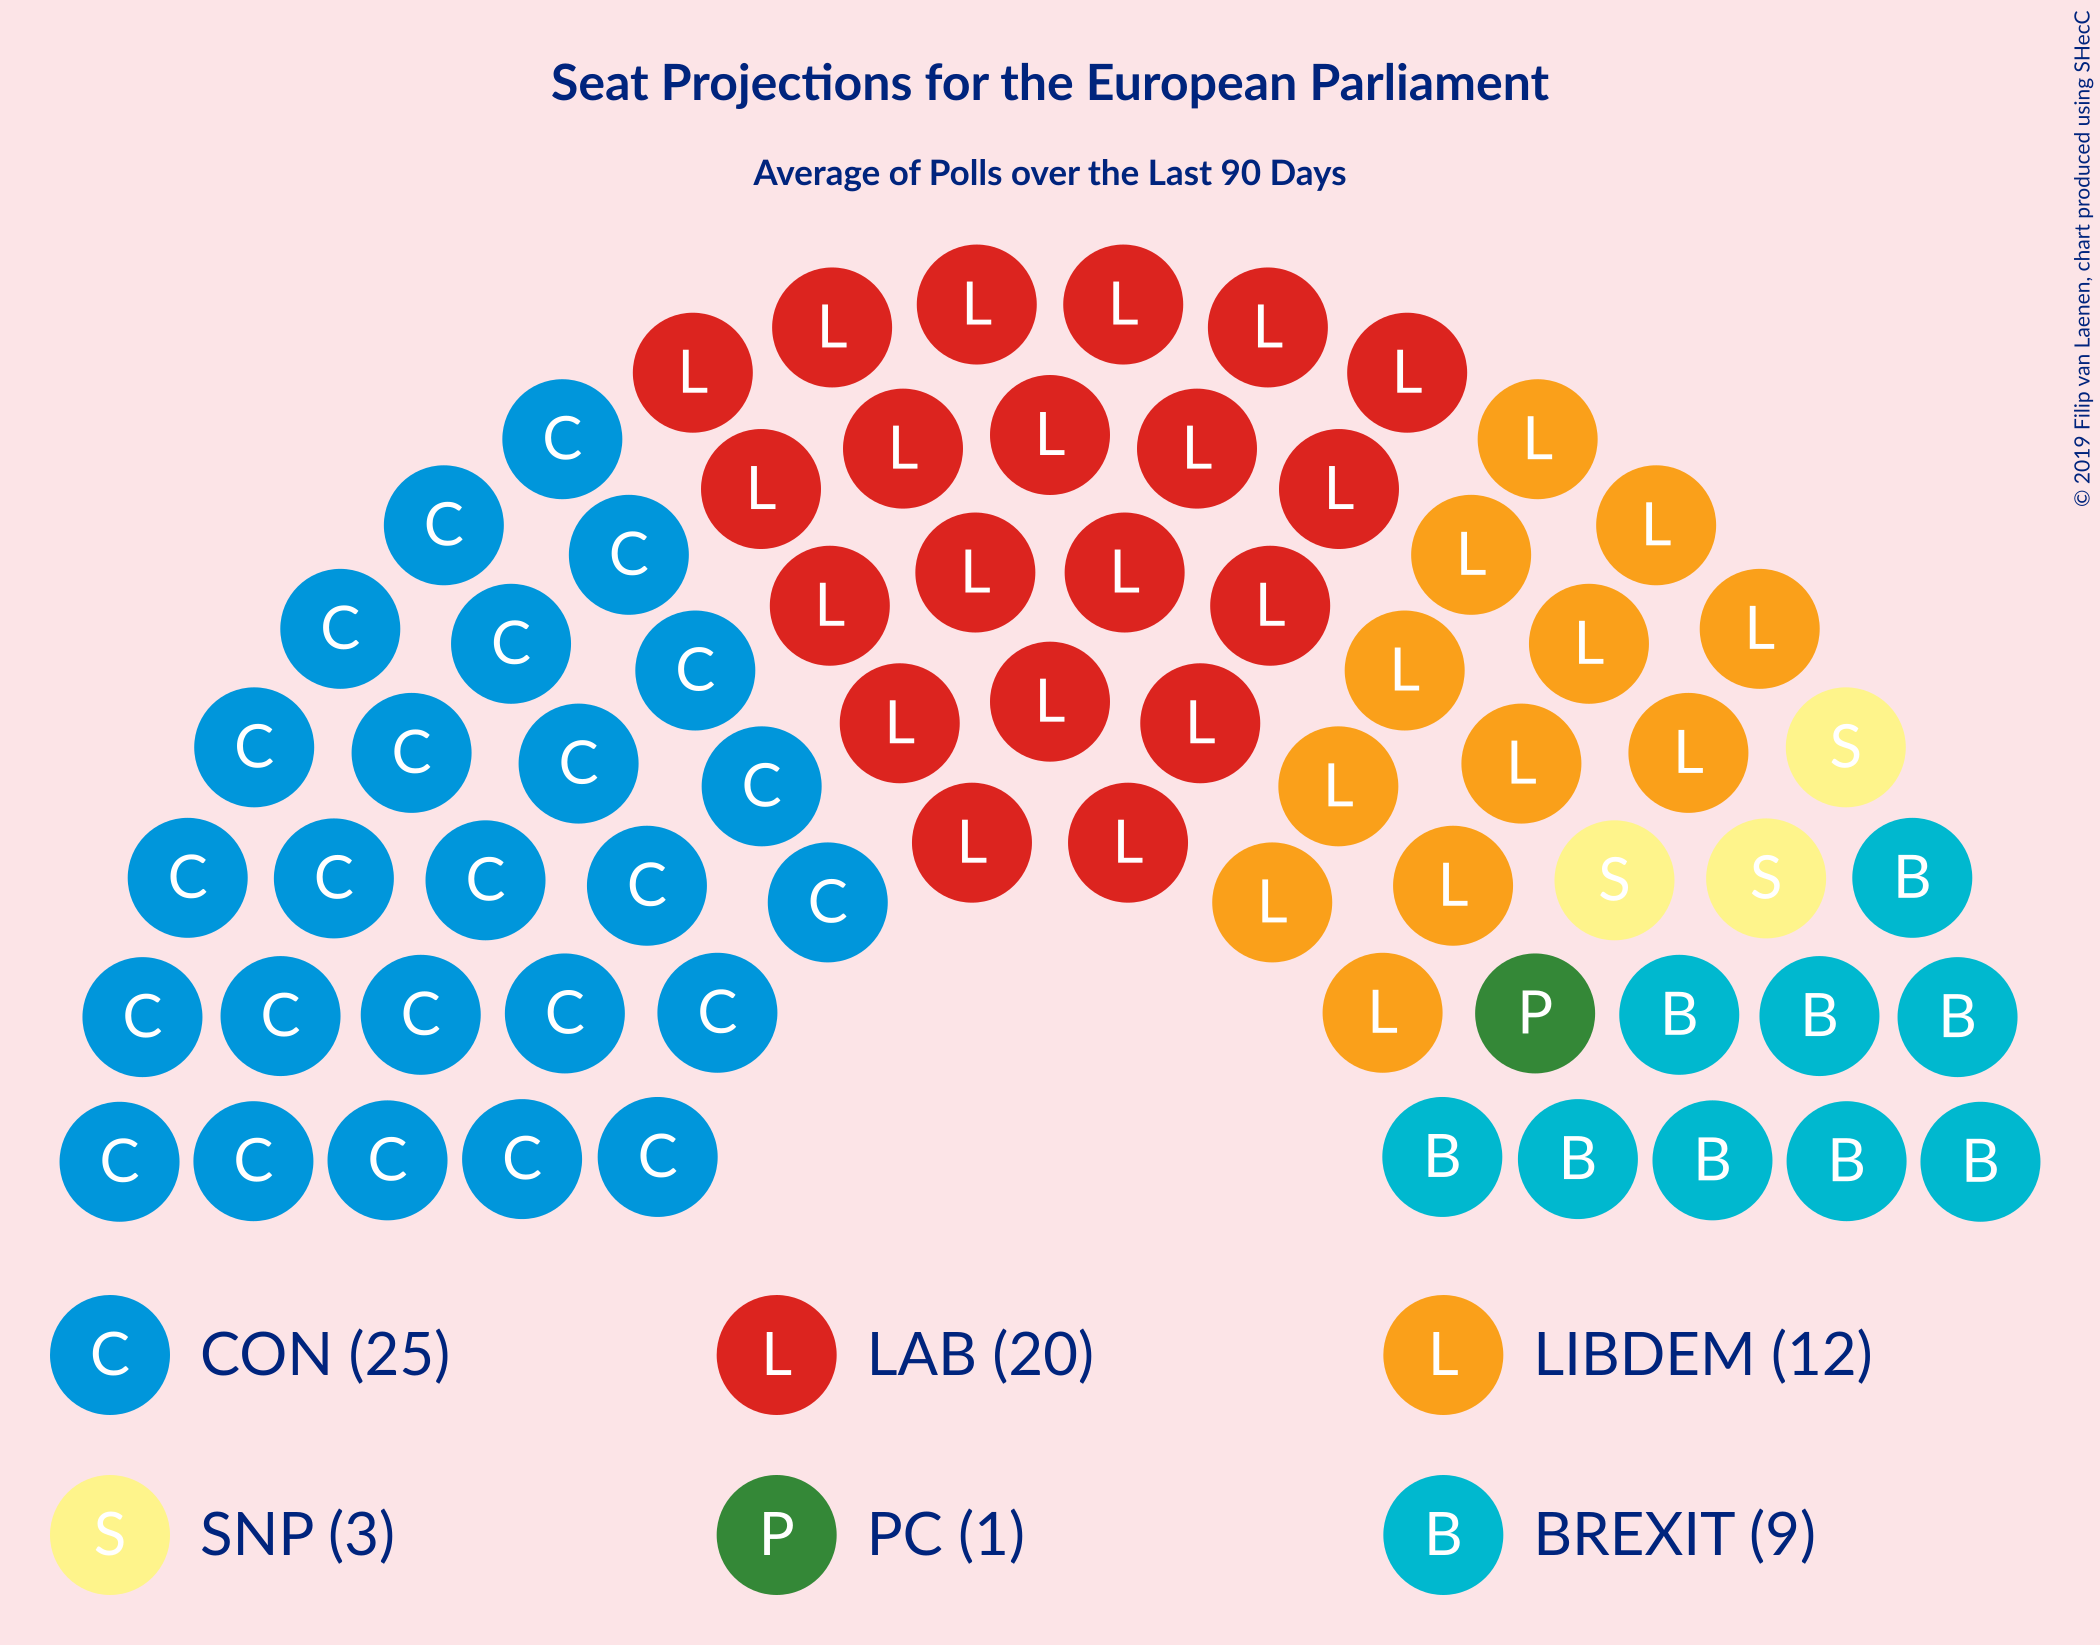 Seat Projections for the European Parliament
Average of Polls over the Last 90 Days
© 2019 Filip van Laenen, chart produced using SHecC
L L L L
L L
C L L L L L L
C C L L L
C L L L L L L
C C C L L L L
C C C C L L L L L L L S
C C C C C L L L L S S B
C C C C C L P B B B
C C C C C B B B B B
C CON (25) L LAB (20) L LIBDEM (12)
S SNP (3) P PC (1) B BREXIT (9)